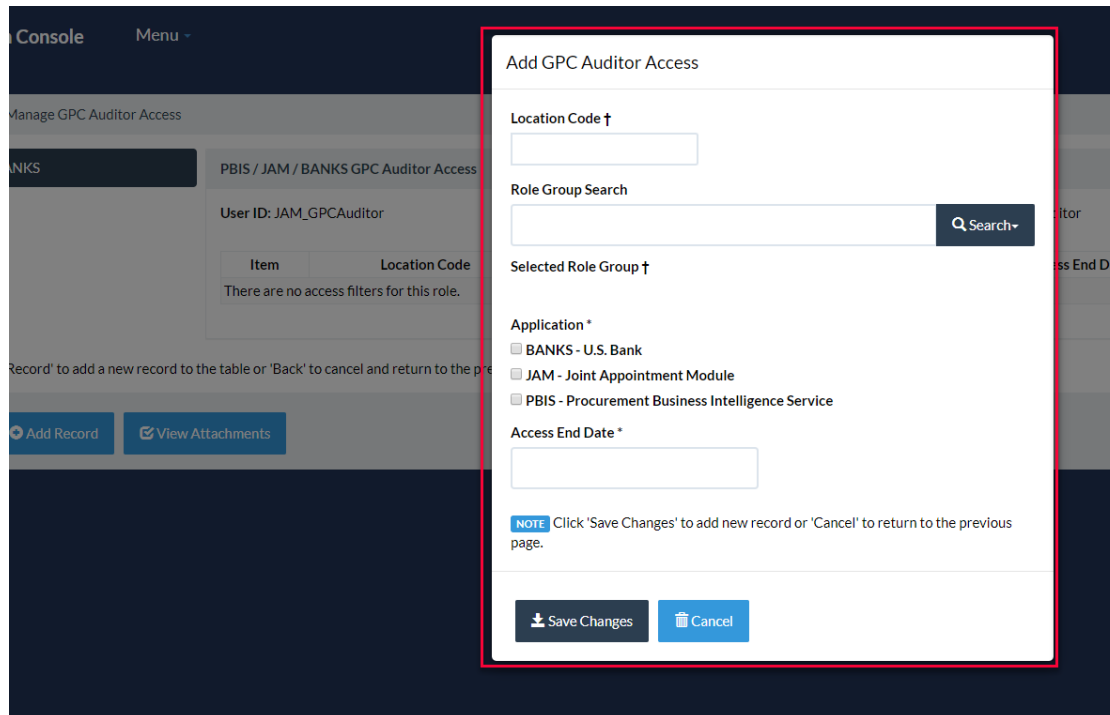 Console
Menu
Manage GPC Auditor Access
PBIS / JAM / BANKS GPC Auditor Access
User ID: JAM_GPCAuditor
Item Location Code
There are no access filters for this role.
Record' to add a new record to the table or 'Back' to cancel and return to the
Add Record
View Attachments
Add GPC Auditor Access
Location Code †
Role Group Search
Search
Selected Role Group †
Application *
BANKS - U.S. Bank
JAM - Joint Appointment Module
PBIS - Procurement Business Intelligence Service
Access End Date *
NOTE Click 'Save Changes' to add new record or 'Cancel' to return to the previous
page.
Save Changes
Cancel
End